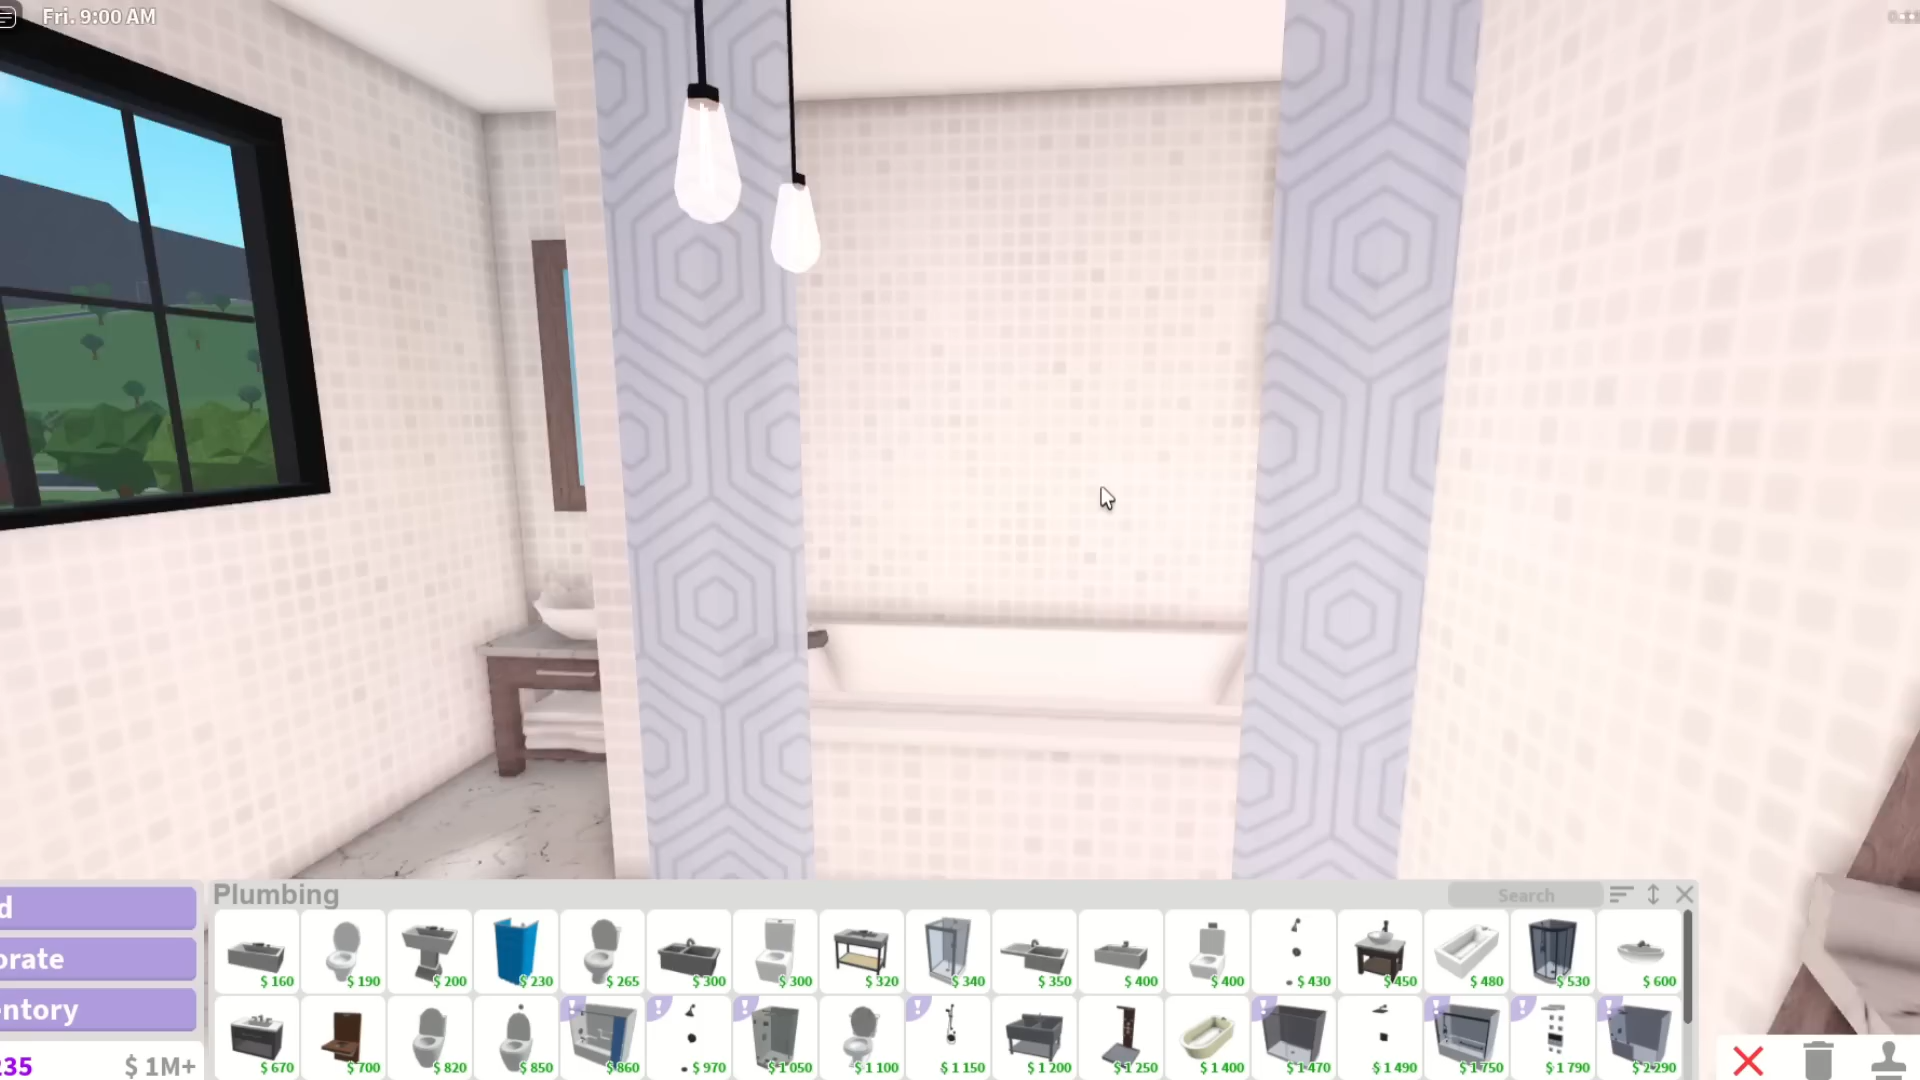 Fri. 9:00 AM
d
Plumbing
Search
orate
entory
35
$ 1M+
$ 160
$ 190
$ 200
$ 230
$ 265
$ 300
$ 300
$ 320
$ 340
$ 350
$ 400
$ 400
$ 430
$ 450
$ 480
$ 530
$ 600
$ 670
$ 700
$ 820
$ 850
$ 860
$ 970
$ 1 050
$ 1 100
$ 1 150
$ 1 200
$ 1 250
$ 1 400
$ 1 470
$ 1 490
$ 1 750
$ 1 790
$ 2 290